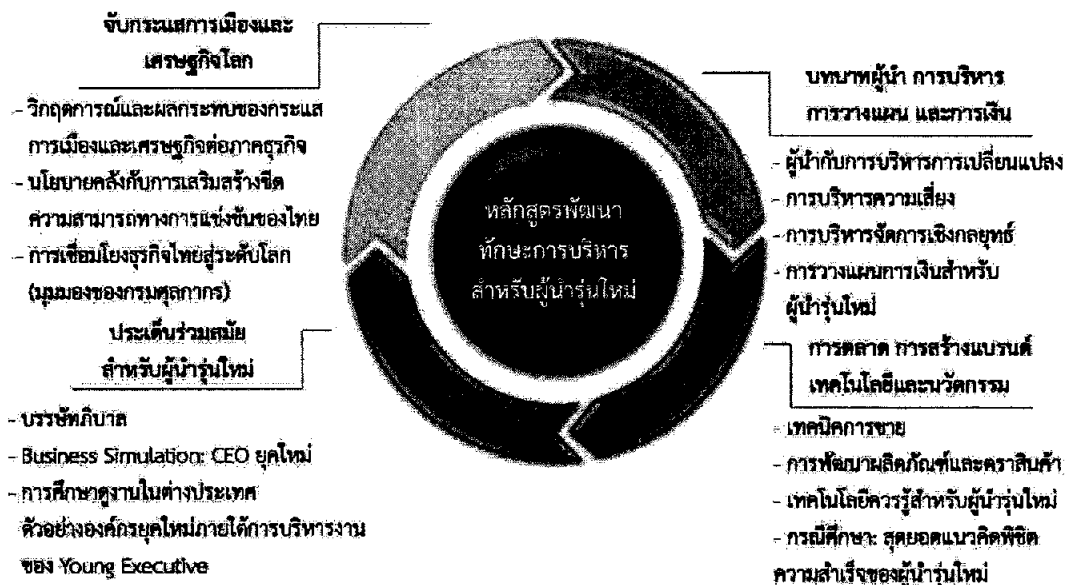 จับกระแสการเมืองและ
เศรษฐกิจโลก
- วิกฤตการณ์และผลกระทบของกระแส
การเมืองและเศรษฐกิจต่อภาคธุรกิจ
- นโยบายคลังกับการเสริมสร้างขีด
ความสามารถทางการแข่งขันของไทย
- การเชื่อมโยงธุรกิจไทยสู่ระดับโลก
(มุมมองของกรมศุลกากร)
บทบาทผู้นำ การบริหาร
การวางแผน และการเงิน
- ผู้นำกับการบริหารการเปลี่ยนแปลง
- การบริหารความเสี่ยง
- การบริหารจัดการเชิงกลยุทธ์
- การวางแผนการเงินสำหรับ
ผู้นำรุ่นใหม่
หลักสูตรพัฒนา
ทักษะการบริหาร
สำหรับผู้นำรุ่นใหม่
ประเด็นร่วมสมัย
สำหรับผู้นำรุ่นใหม่
- บรรษัทภิบาล
- Business Simulation: CEO ยุคใหม่
- การศึกษาดูงานในต่างประเทศ
ตัวอย่างองค์กรยุคใหม่ภายใต้การบริหารงาน
ของ Young Executive
การตลาด การสร้างแบรนด์
เทคโนโลยีและนวัตกรรม
- เทคนิคการขาย
- การพัฒนาผลิตภัณฑ์และตราสินค้า
- เทคโนโลยีควรรู้สำหรับผู้นำรุ่นใหม่
- กรณีศึกษา: สุดยอดแนวคิดพิชิต
ความสำเร็จของผู้นำรุ่นใหม่